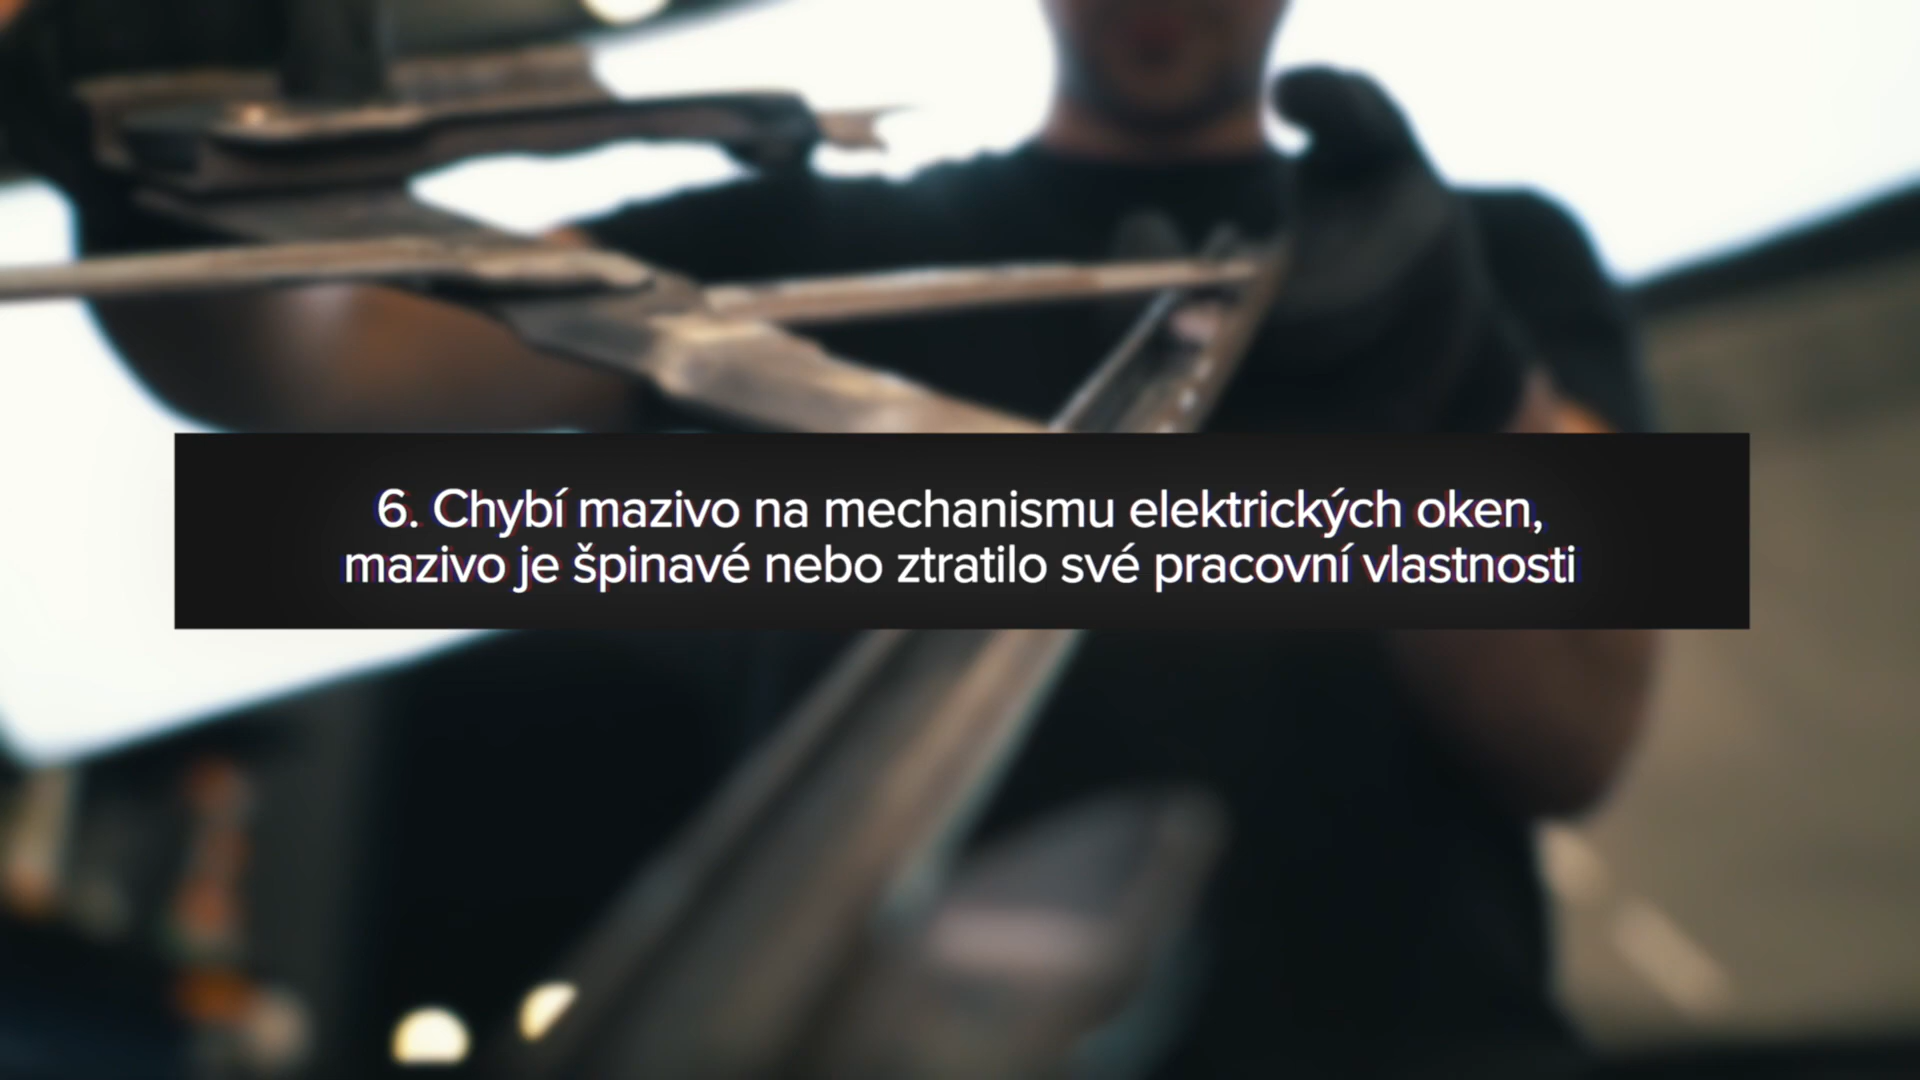 6. Chybí mazivo na mechanismu elektrických oken,
mazivo je špinavé nebo ztratilo své pracovní vlastnosti